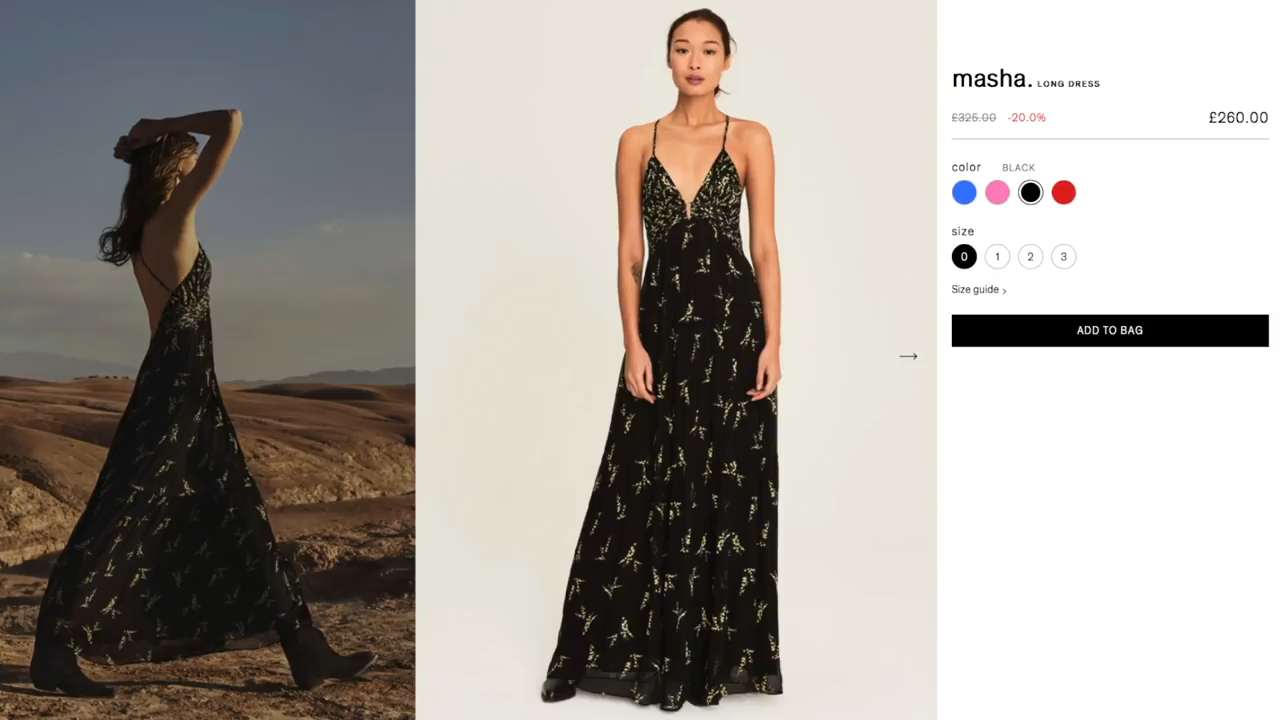 masha. LONG DRESS
£325.00 -20.0% £260.00
color BLACK
size
0 1 2 3
Size guide >
ADD TO BAG